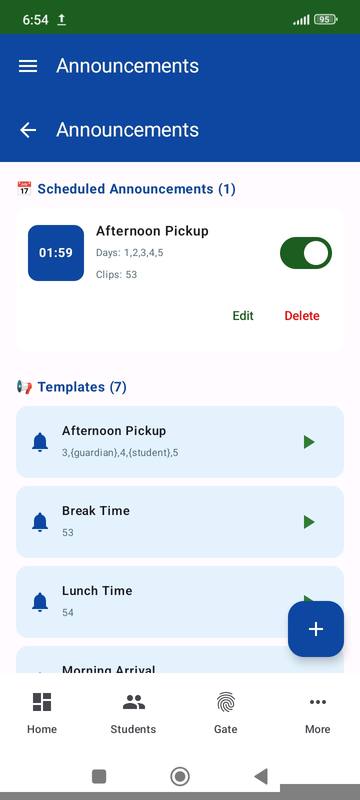 6:54
95
Announcements
Announcements
📅 Scheduled Announcements (1)
01:59
Afternoon Pickup
Days: 1,2,3,4,5
Clips: 53
Edit
Delete
📢 Templates (7)
Afternoon Pickup
3,{guardian},4,{student},5
Break Time
53
Lunch Time
54
+
Morning Arrival
Home
Students
Gate
More